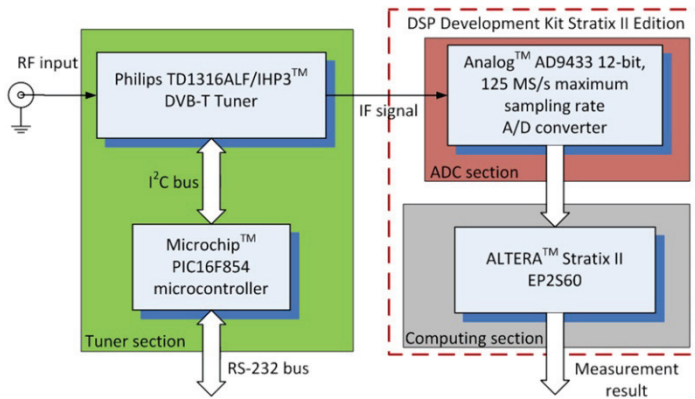 DSP Development Kit Stratix II Edition
RF input
Philips TD1316ALF/IHP3™
DVB-T Tuner
IF signal
Analog™ AD9433 12-bit,
125 MS/s maximum
sampling rate
A/D converter
ADC section
I²C bus
Microchip™
PIC16F854
microcontroller
Tuner section
RS-232 bus
ALTERA™ Stratix II
EP2S60
Computing section
Measurement
result